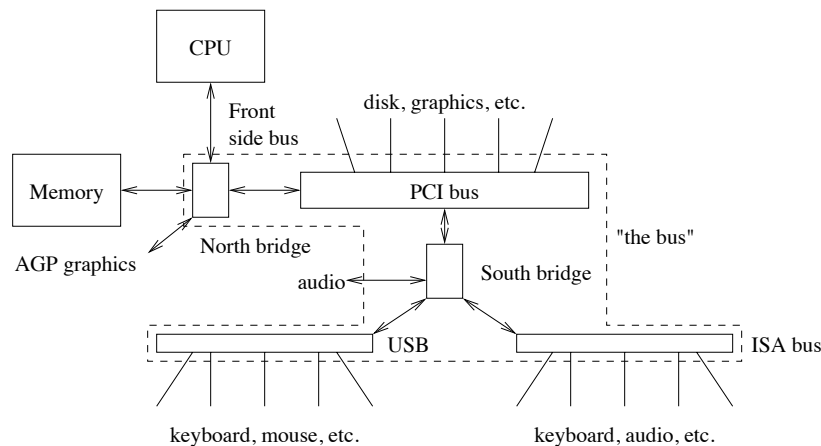 CPU
Front
side bus
disk, graphics, etc.
Memory
PCI bus
North bridge
"the bus"
AGP graphics
audio
South bridge
USB
ISA bus
keyboard, mouse, etc.
keyboard, audio, etc.